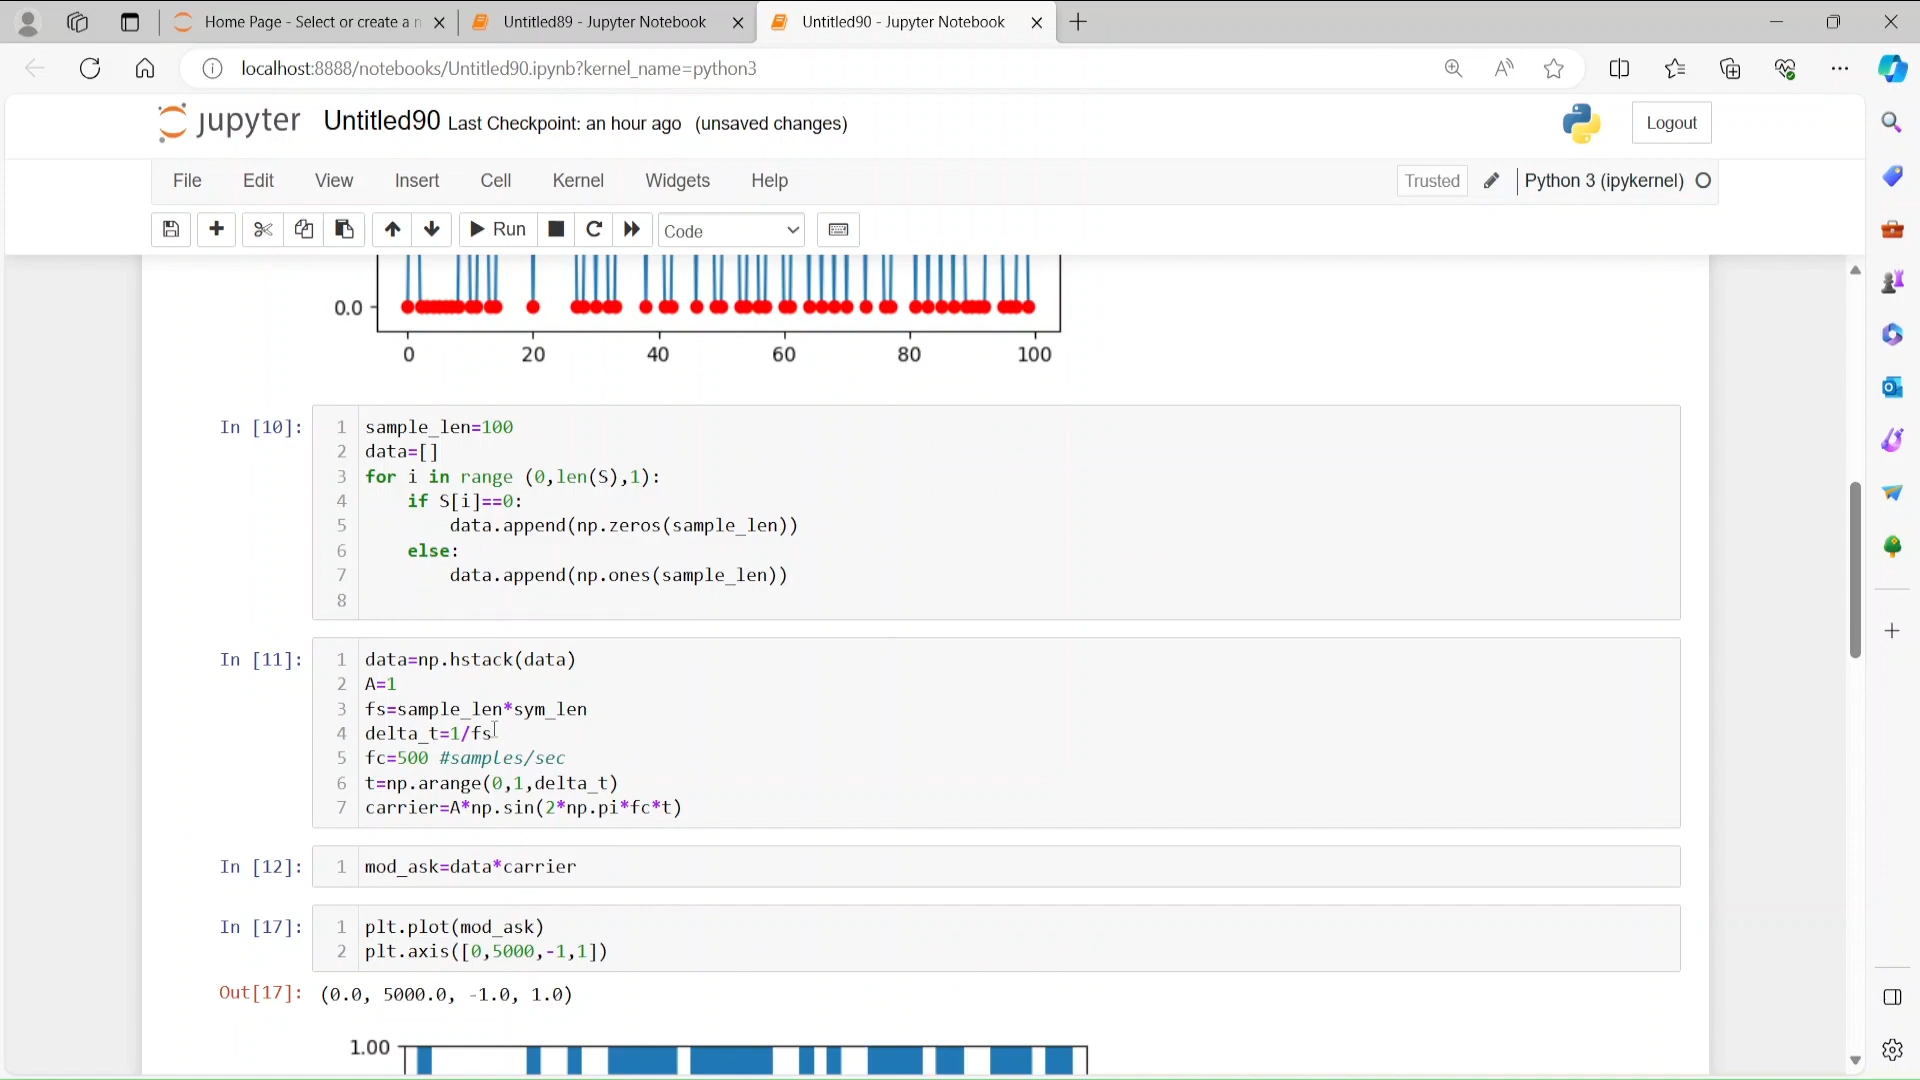 Home Page - Select or create a n
Untitled89 - Jupyter Notebook
Untitled90 - Jupyter Notebook
localhost:8888/notebooks/Untitled90.ipynb?kernel_name=python3
jupyter Untitled90 Last Checkpoint: an hour ago (unsaved changes)
Logout
File Edit View Insert Cell Kernel Widgets Help
Trusted Python 3 (ipykernel)
Run Code
0.0
0 20 40 60 80 100
In [10]:
1 sample_len=100
2 data=[]
3 for i in range (0,len(S),1):
4 if S[i]==0:
5 data.append(np.zeros(sample_len))
6 else:
7 data.append(np.ones(sample_len))
8
In [11]:
1 data=np.hstack(data)
2 A=1
3 fs=sample_len*sym_len
4 delta_t=1/fs
5 fc=500 #samples/sec
6 t=np.arange(0,1,delta_t)
7 carrier=A*np.sin(2*np.pi*fc*t)
In [12]:
1 mod_ask=data*carrier
In [17]:
1 plt.plot(mod_ask)
2 plt.axis([0,5000,-1,1])
Out[17]: (0.0, 5000.0, -1.0, 1.0)
1.00